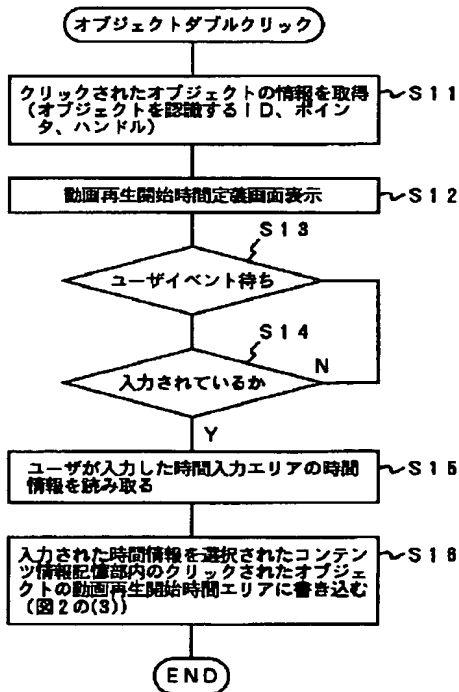 オブジェクトダブルクリック
クリックされたオブジェクトの情報を取得
(オブジェクトを認識するID、ポイン
タ、ハンドル)
S11
動画再生開始時間定義画面表示
S12
S13
ユーザイベント待ち
S14
入力されているか
N
Y
ユーザが入力した時間入力エリアの時間
情報を読み取る
S15
入力された時間情報を選択されたコンテン
ツ情報記憶部内のクリックされたオブジェ
クトの動画再生開始時間エリアに書き込む
(図2の(3))
S16
END